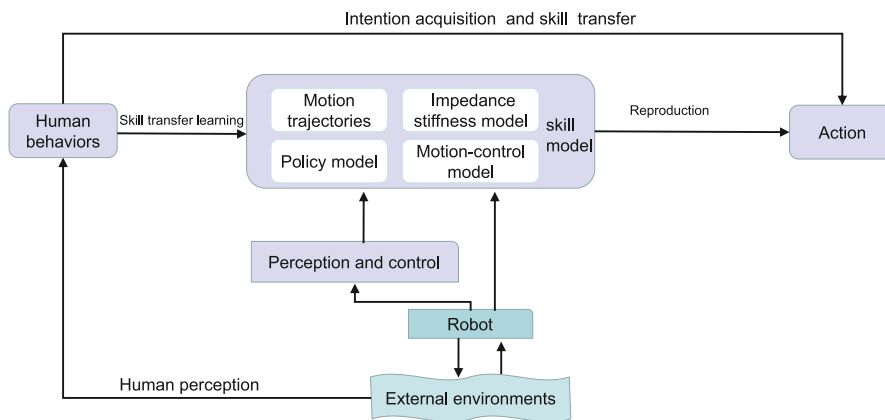 Intention acquisition and skill transfer
Human
behaviors
Skill transfer learning
Motion
trajectories
Impedance
stiffness model
Policy model
Motion-control
model
skill
model
Reproduction
Action
Perception and control
Robot
Human perception
External environments